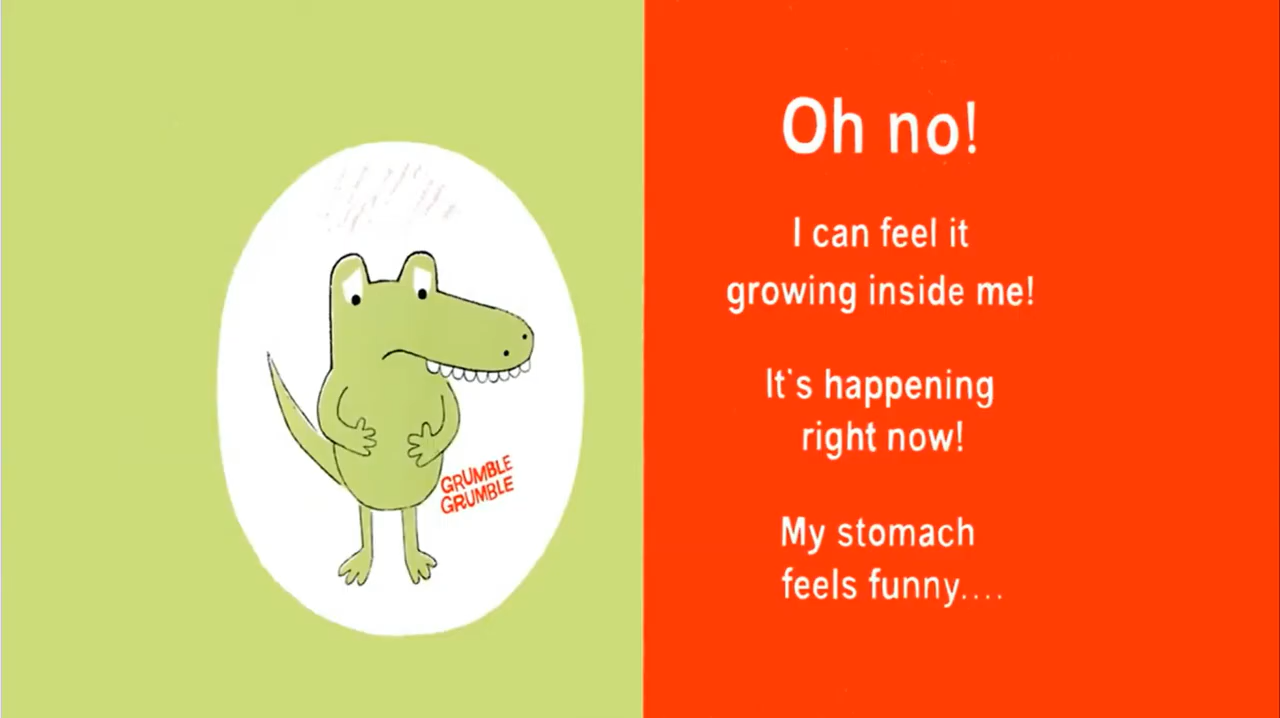 GRUMBLE
GRUMBLE
Oh no!
I can feel it
growing inside me!
It's happening
right now!
My stomach
feels funny....